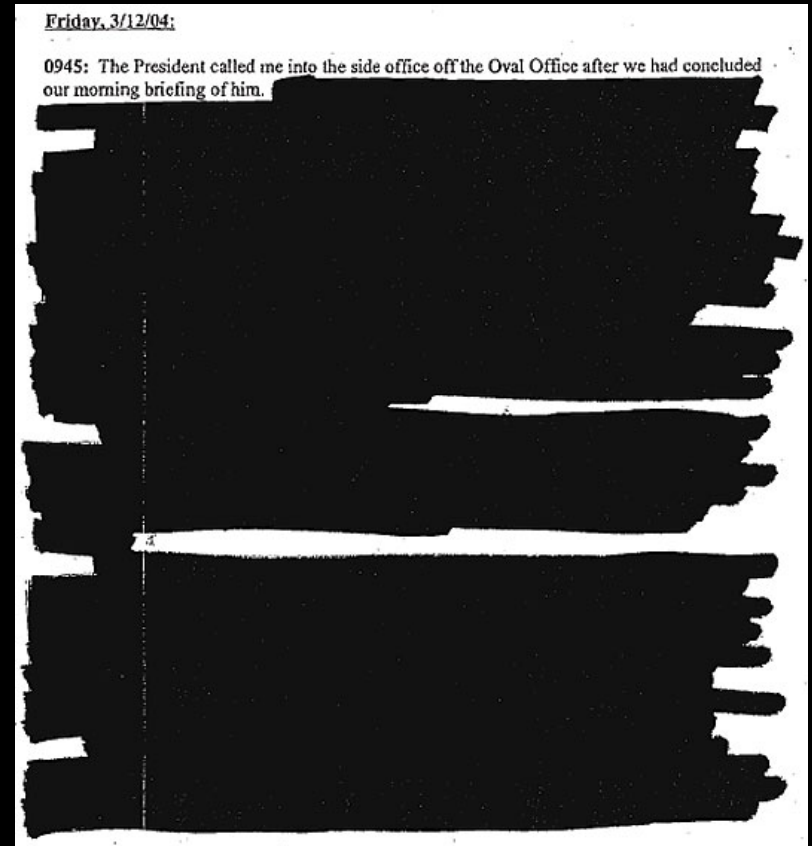 Friday, 3/12/04:
0945: The President called me into the side office off the Oval Office after we had concluded
our morning briefing of him.